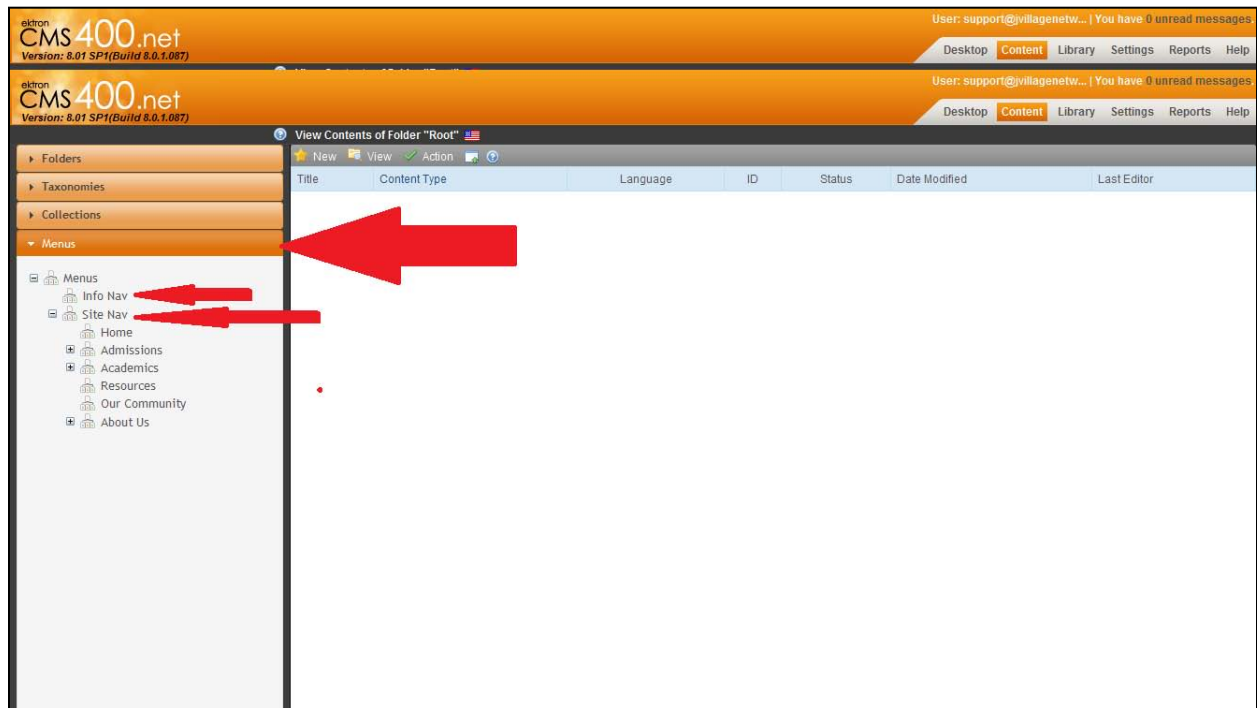 ektron
CMS400.net
Version: 8.01 SP1(Build 8.0.1.087)
User: support@jvillagenetw... | You have 0 unread messages
Desktop Content Library Settings Reports Help
ektron
CMS400.net
Version: 8.01 SP1(Build 8.0.1.087)
User: support@jvillagenetw... | You have 0 unread messages
Desktop Content Library Settings Reports Help
View Contents of Folder "Root"
New View Action
Title Content Type Language ID Status Date Modified Last Editor
Folders
Taxonomies
Collections
Menus
Menus
Info Nav
Site Nav
Home
Admissions
Academics
Resources
Our Community
About Us